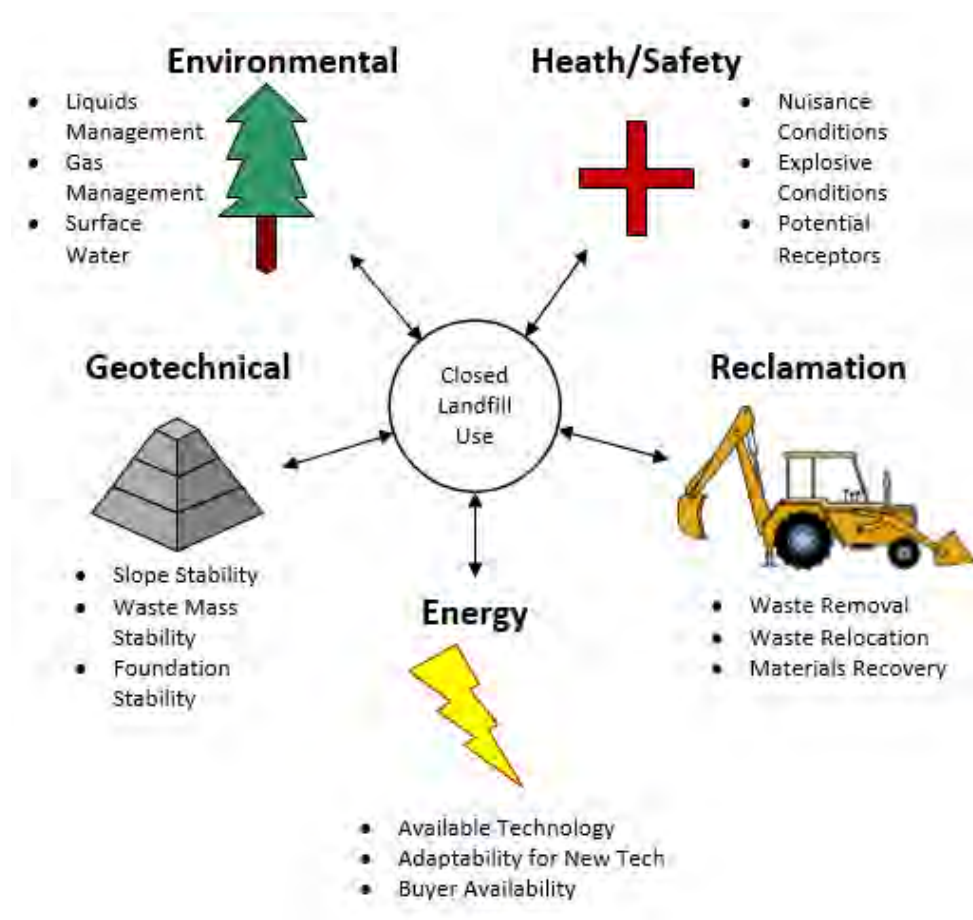 Environmental
• Liquids
Management
• Gas
Management
• Surface
Water
Heath/Safety
• Nuisance
Conditions
• Explosive
Conditions
• Potential
Receptors
Closed
Landfill
Use
Geotechnical
• Slope Stability
• Waste Mass
Stability
• Foundation
Stability
Reclamation
• Waste Removal
• Waste Relocation
• Materials Recovery
Energy
• Available Technology
• Adaptability for New Tech
• Buyer Availability